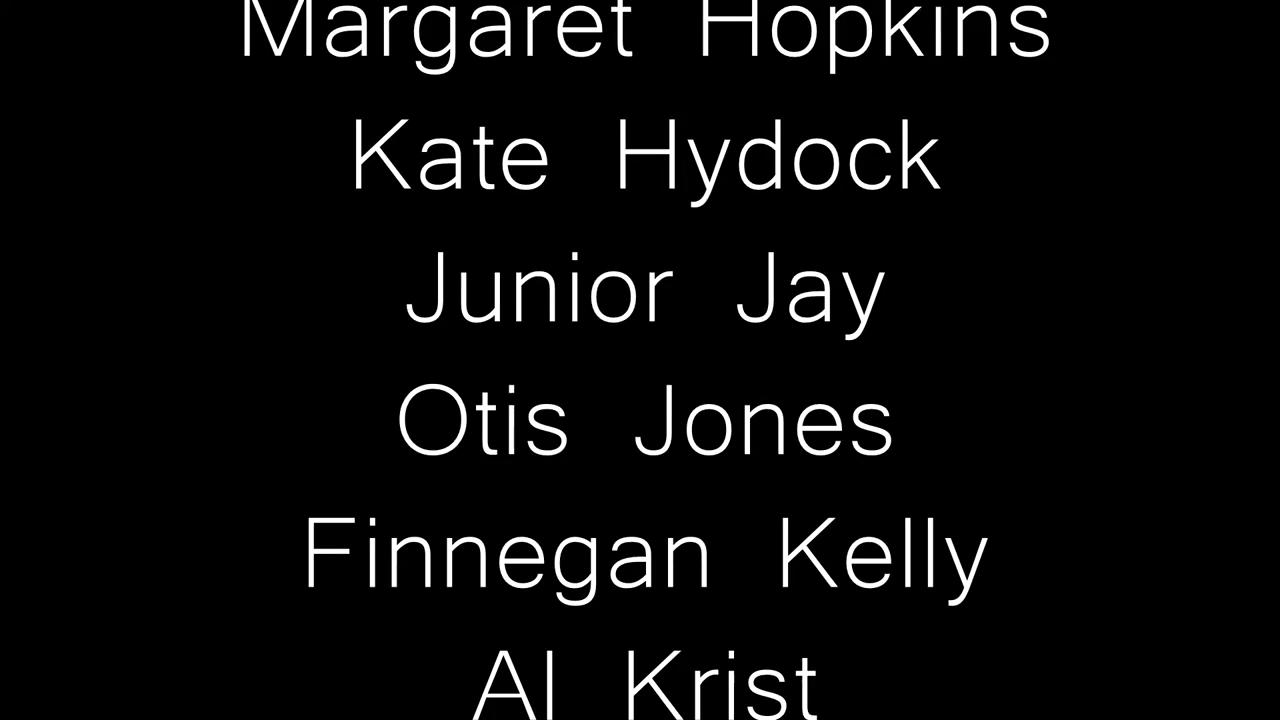 Margaret Hopkins
Kate Hydock
Junior Jay
Otis Jones
Finnegan Kelly
Al Krist